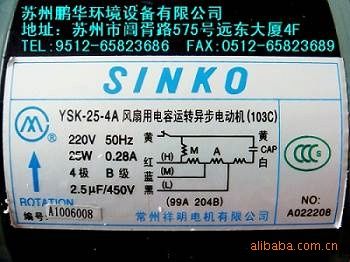 苏州鹏华环境设备有限公司
地址：苏州市阊胥路575号远东大厦4F
TEL:9512-65823686 FAX:0512-65823689
SINKO
YSK-25-4A 风扇用电容运转异步电动机(103C)
220V 50Hz
25W 0.28A
4极 B级
2.5μF/450V
黄
红
蓝
黑
M
A
黄
CAP
白
CCC
ROTATION
(99A 204B)
NO:
A022208
编号:
A1006008
常州祥明电机有限公司
alibaba.com.cn